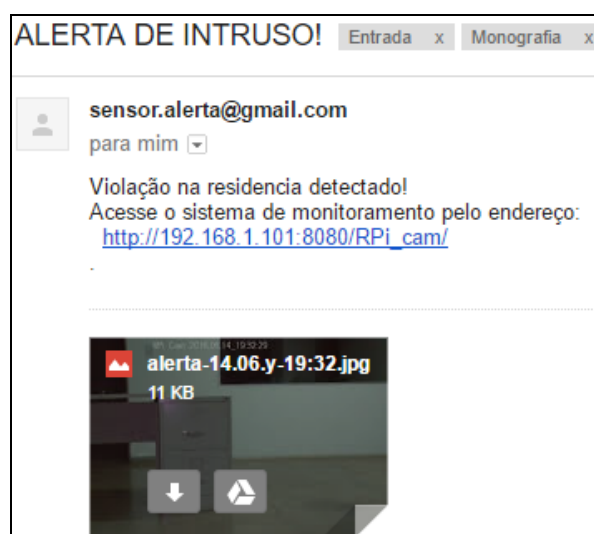 ALERTA DE INTRUSO! Entrada x Monografia x
sensor.alerta@gmail.com
para mim
Violação na residencia detectado!
Acesse o sistema de monitoramento pelo endereço:
http://192.168.1.101:8080/RPi_cam/
.
alerta-14.06.y-19:32.jpg
11 KB